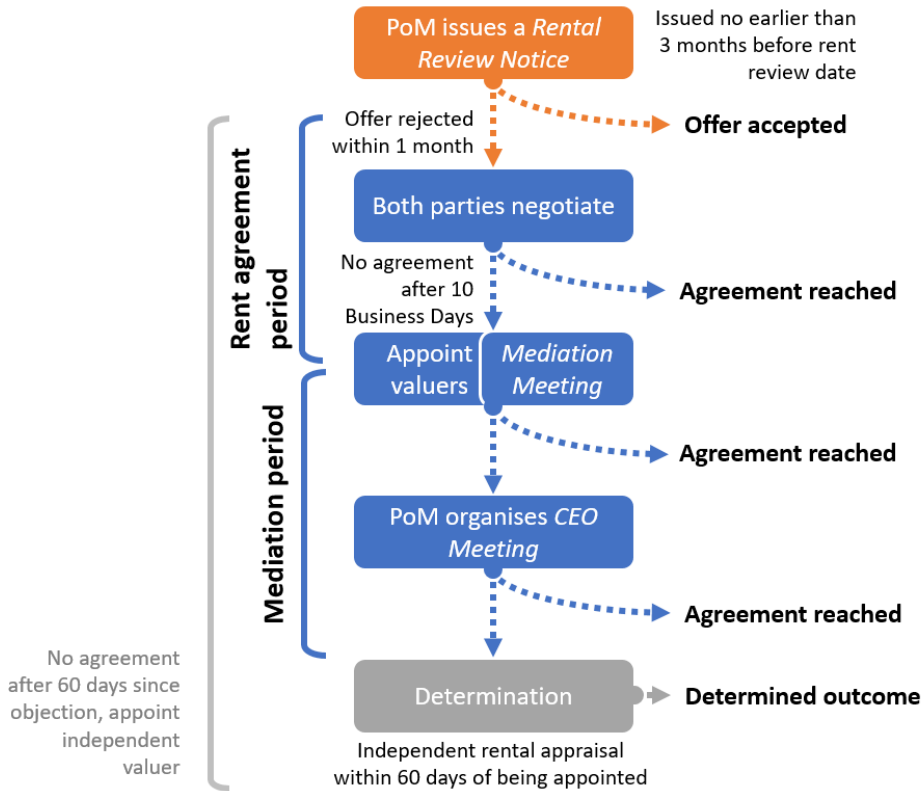 PoM issues a Rental
Review Notice
Issued no earlier than
3 months before rent
review date
Offer rejected
within 1 month
Offer accepted
Rent agreement
period
Both parties negotiate
No agreement
after 10
Business Days
Agreement reached
Appoint
valuers
Mediation
Meeting
Mediation period
Agreement reached
PoM organises CEO
Meeting
Agreement reached
No agreement
after 60 days since
objection, appoint
independent
valuer
Determination
Determined outcome
Independent rental appraisal
within 60 days of being appointed